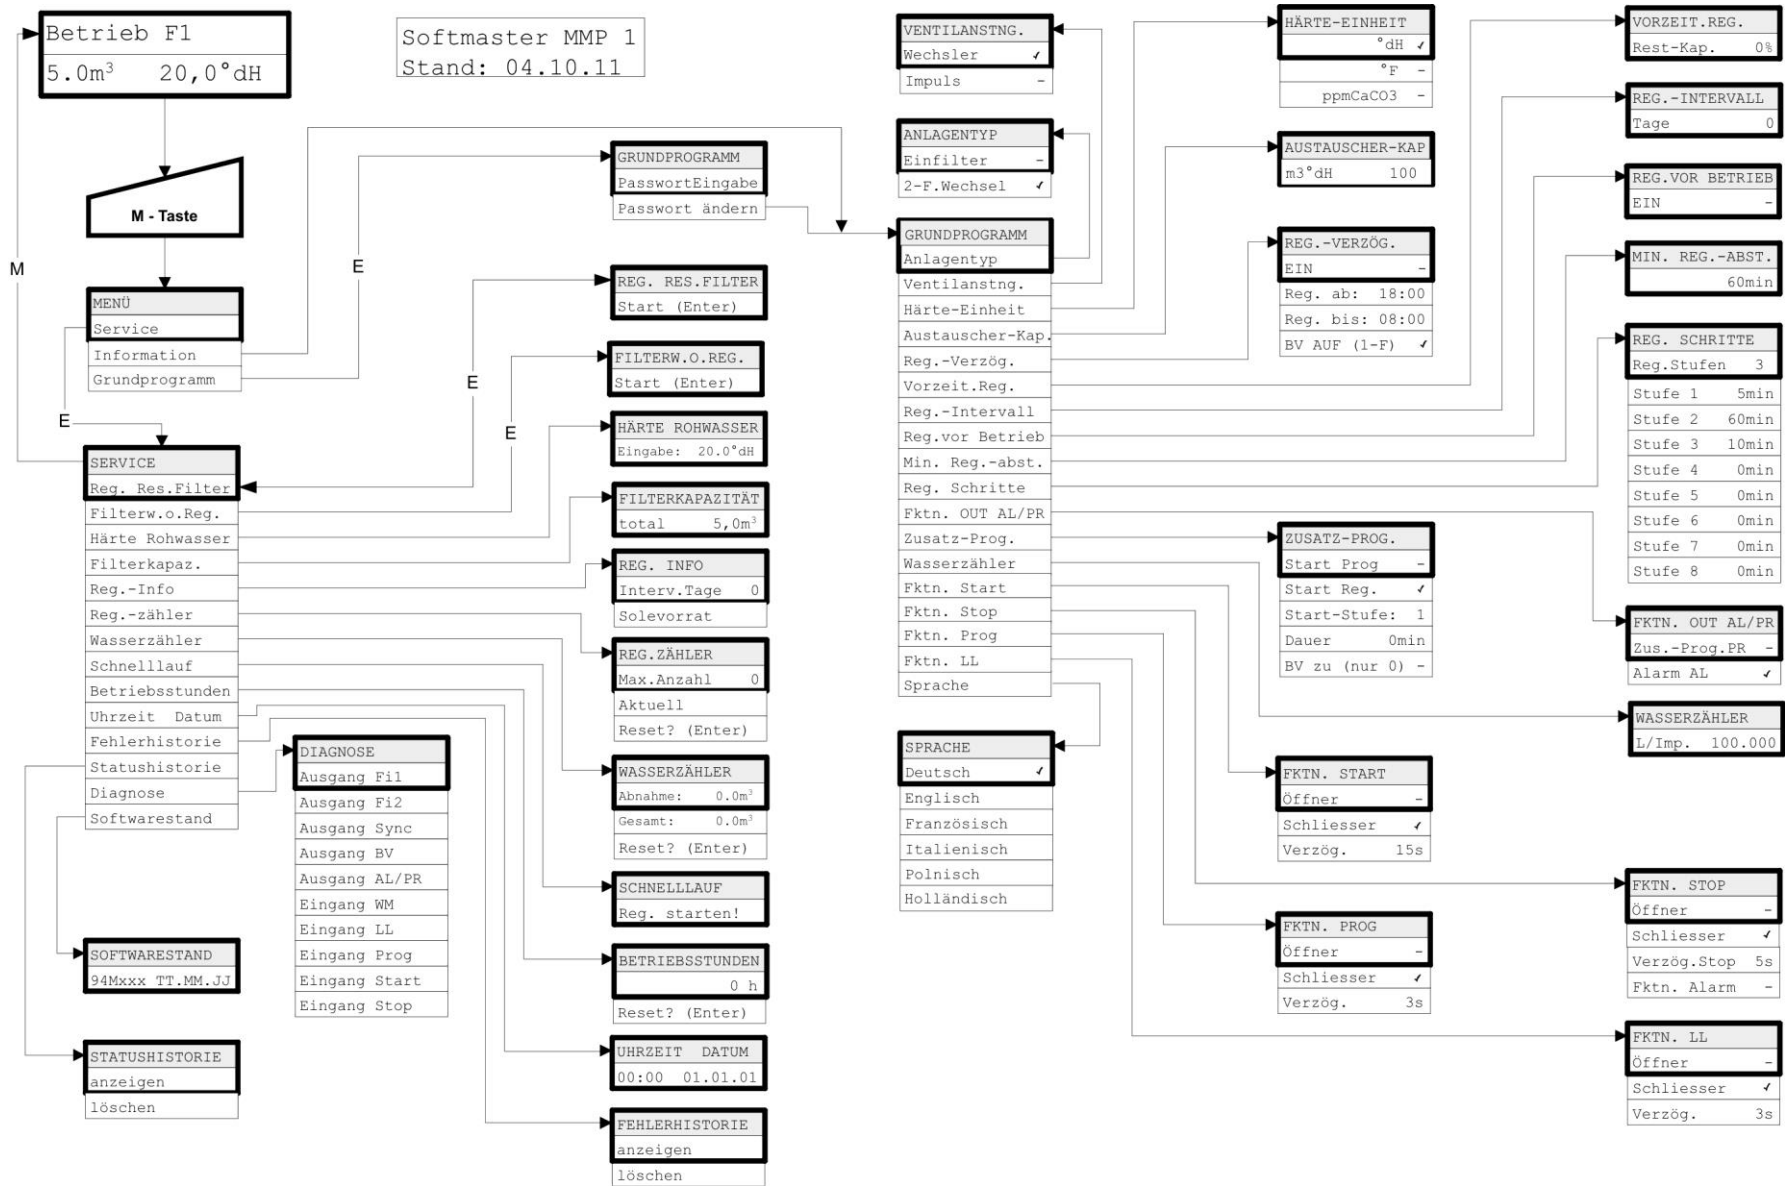 Betrieb F1
5.0m³ 20,0°dH
Softmaster MMP 1
Stand: 04.10.11
M - Taste
M
MENÜ
Service
Information
Grundprogramm
E
E
E
E
SERVICE
Reg. Res.Filter
Filterw.o.Reg.
Härte Rohwasser
Filterkapaz.
Reg.-Info
Reg.-zähler
Wasserzähler
Schnelllauf
Betriebsstunden
Uhrzeit Datum
Fehlerhistorie
Statushistorie
Diagnose
Softwarestand
SOFTWARESTAND
94Mxxx TT.MM.JJ
STATUSHISTORIE
anzeigen
löschen
DIAGNOSE
Ausgang Fi1
Ausgang Fi2
Ausgang Sync
Ausgang BV
Ausgang AL/PR
Eingang WM
Eingang LL
Eingang Prog
Eingang Start
Eingang Stop
GRUNDPROGRAMM
PasswortEingabe
Passwort ändern
REG. RES.FILTER
Start (Enter)
FILTERW.O.REG.
Start (Enter)
HÄRTE ROHWASSER
Eingabe: 20.0°dH
FILTERKAPAZITÄT
total 5,0m³
REG. INFO
Interv.Tage 0
Solevorrat
REG.ZÄHLER
Max.Anzahl 0
Aktuell
Reset? (Enter)
WASSERZÄHLER
Abnahme: 0.0m³
Gesamt: 0.0m³
Reset? (Enter)
SCHNELLLAUF
Reg. starten!
BETRIEBSSTUNDEN
0 h
Reset? (Enter)
UHRZEIT DATUM
00:00 01.01.01
FEHLERHISTORIE
anzeigen
löschen
VENTILANSTNG.
Wechsler ✓
Impuls -
ANLAGENTYP
Einfilter -
2-F.Wechsel ✓
GRUNDPROGRAMM
Anlagentyp
Ventilanstng.
Härte-Einheit
Austauscher-Kap.
Reg.-Verzög.
Vorzeit.Reg.
Reg.-Intervall
Reg.vor Betrieb
Min. Reg.-abst.
Reg. Schritte
Fktn. OUT AL/PR
Zusatz-Prog.
Wasserzähler
Fktn. Start
Fktn. Stop
Fktn. Prog
Fktn. LL
Sprache
SPRACHE
Deutsch ✓
Englisch
Französisch
Italienisch
Polnisch
Holländisch
HÄRTE-EINHEIT
°dH ✓
°F -
ppmCaCO3 -
AUSTAUSCHER-KAP
m3°dH 100
REG.-VERZÖG.
EIN -
Reg. ab: 18:00
Reg. bis: 08:00
BV AUF (1-F) ✓
ZUSATZ-PROG.
Start Prog -
Start Reg. ✓
Start-Stufe: 1
Dauer 0min
BV zu (nur 0) -
FKTN. START
Öffner -
Schliesser ✓
Verzög. 15s
FKTN. PROG
Öffner -
Schliesser ✓
Verzög. 3s
VORZEIT.REG.
Rest-Kap. 0%
REG.-INTERVALL
Tage 0
REG.VOR BETRIEB
EIN -
MIN. REG.-ABST.
60min
REG. SCHRITTE
Reg.Stufen 3
Stufe 1 5min
Stufe 2 60min
Stufe 3 10min
Stufe 4 0min
Stufe 5 0min
Stufe 6 0min
Stufe 7 0min
Stufe 8 0min
FKTN. OUT AL/PR
Zus.-Prog.PR -
Alarm AL ✓
WASSERZÄHLER
L/Imp. 100.000
FKTN. STOP
Öffner -
Schliesser ✓
Verzög.Stop 5s
Fktn. Alarm -
FKTN. LL
Öffner -
Schliesser ✓
Verzög. 3s